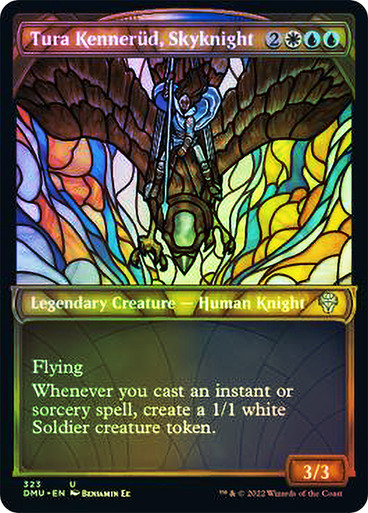 Tura Kennerüd, Skyknight 2
Legendary Creature — Human Knight
Flying
Whenever you cast an instant or
sorcery spell, create a 1/1 white
Soldier creature token.
3/3
323 U
DMU • EN Benjamin Ee
™ & © 2022 Wizards of the Coast